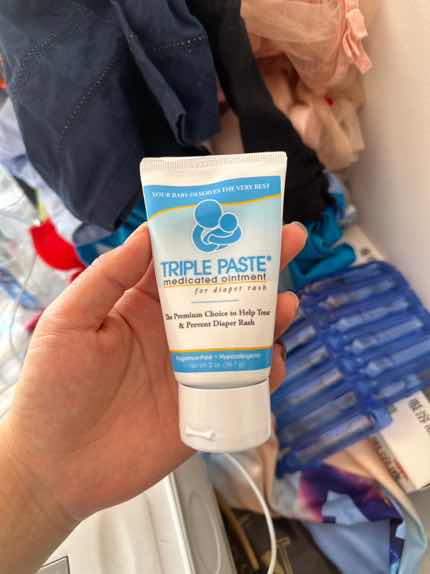 YOUR BABY DESERVES THE VERY BEST
TRIPLE PASTE®
medicated ointment
for diaper rash
The Premium Choice to Help Treat
& Prevent Diaper Rash
Fragrance-Free • Hypoallergenic